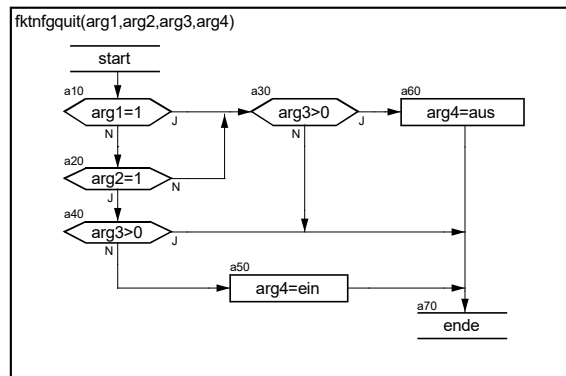 fktnfgquit(arg1,arg2,arg3,arg4)
start
a10
arg1=1
J
N
a30
arg3>0
J
N
a60
arg4=aus
a20
arg2=1
N
J
a40
arg3>0
J
N
a50
arg4=ein
a70
ende